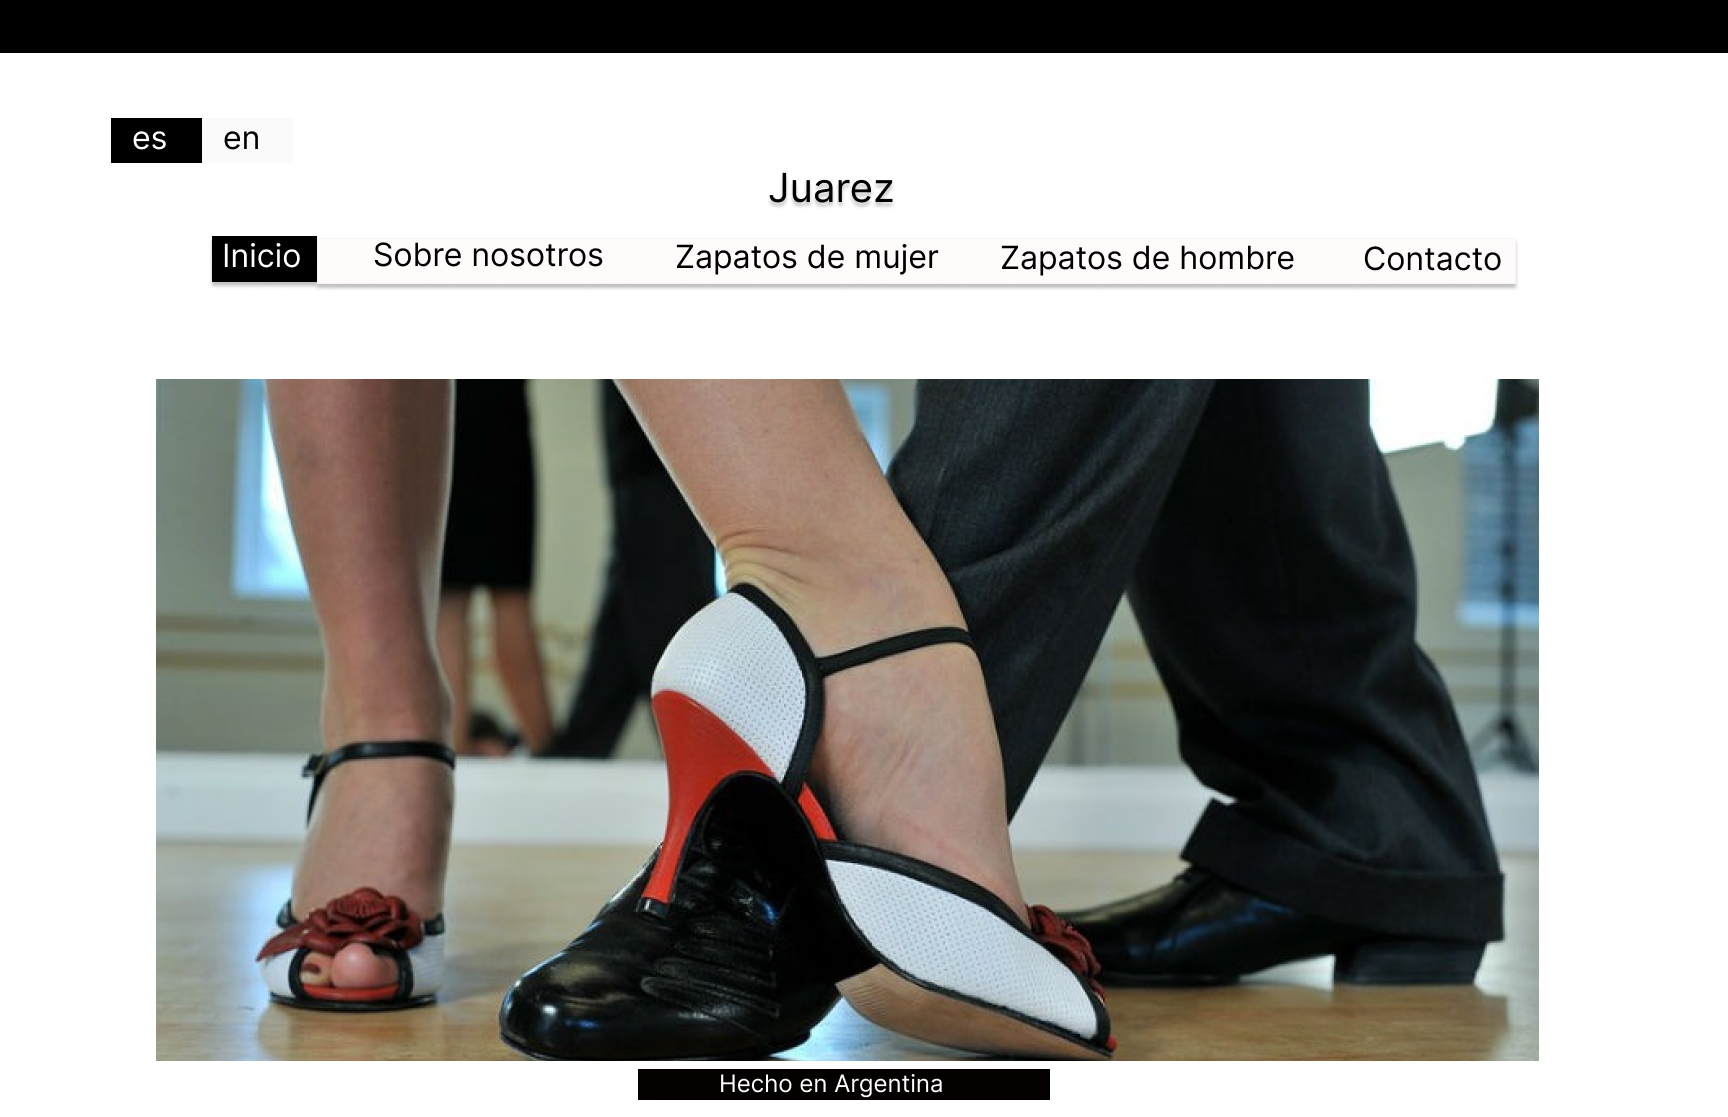 es en
Juarez
Inicio Sobre nosotros Zapatos de mujer Zapatos de hombre Contacto
Hecho en Argentina